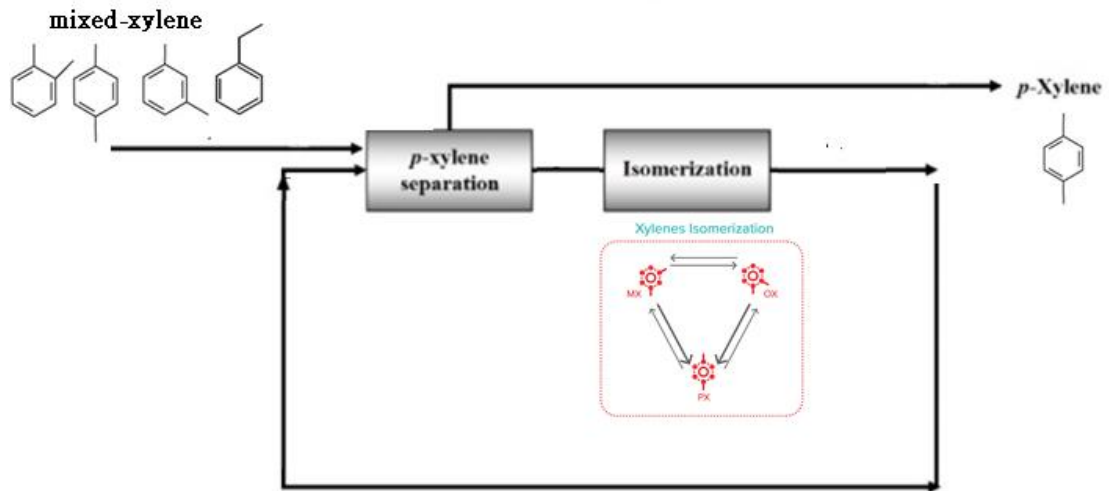 mixed-xylene
p-Xylene
p-xylene
separation
Isomerization
Xylenes Isomerization
MX
OX
PX